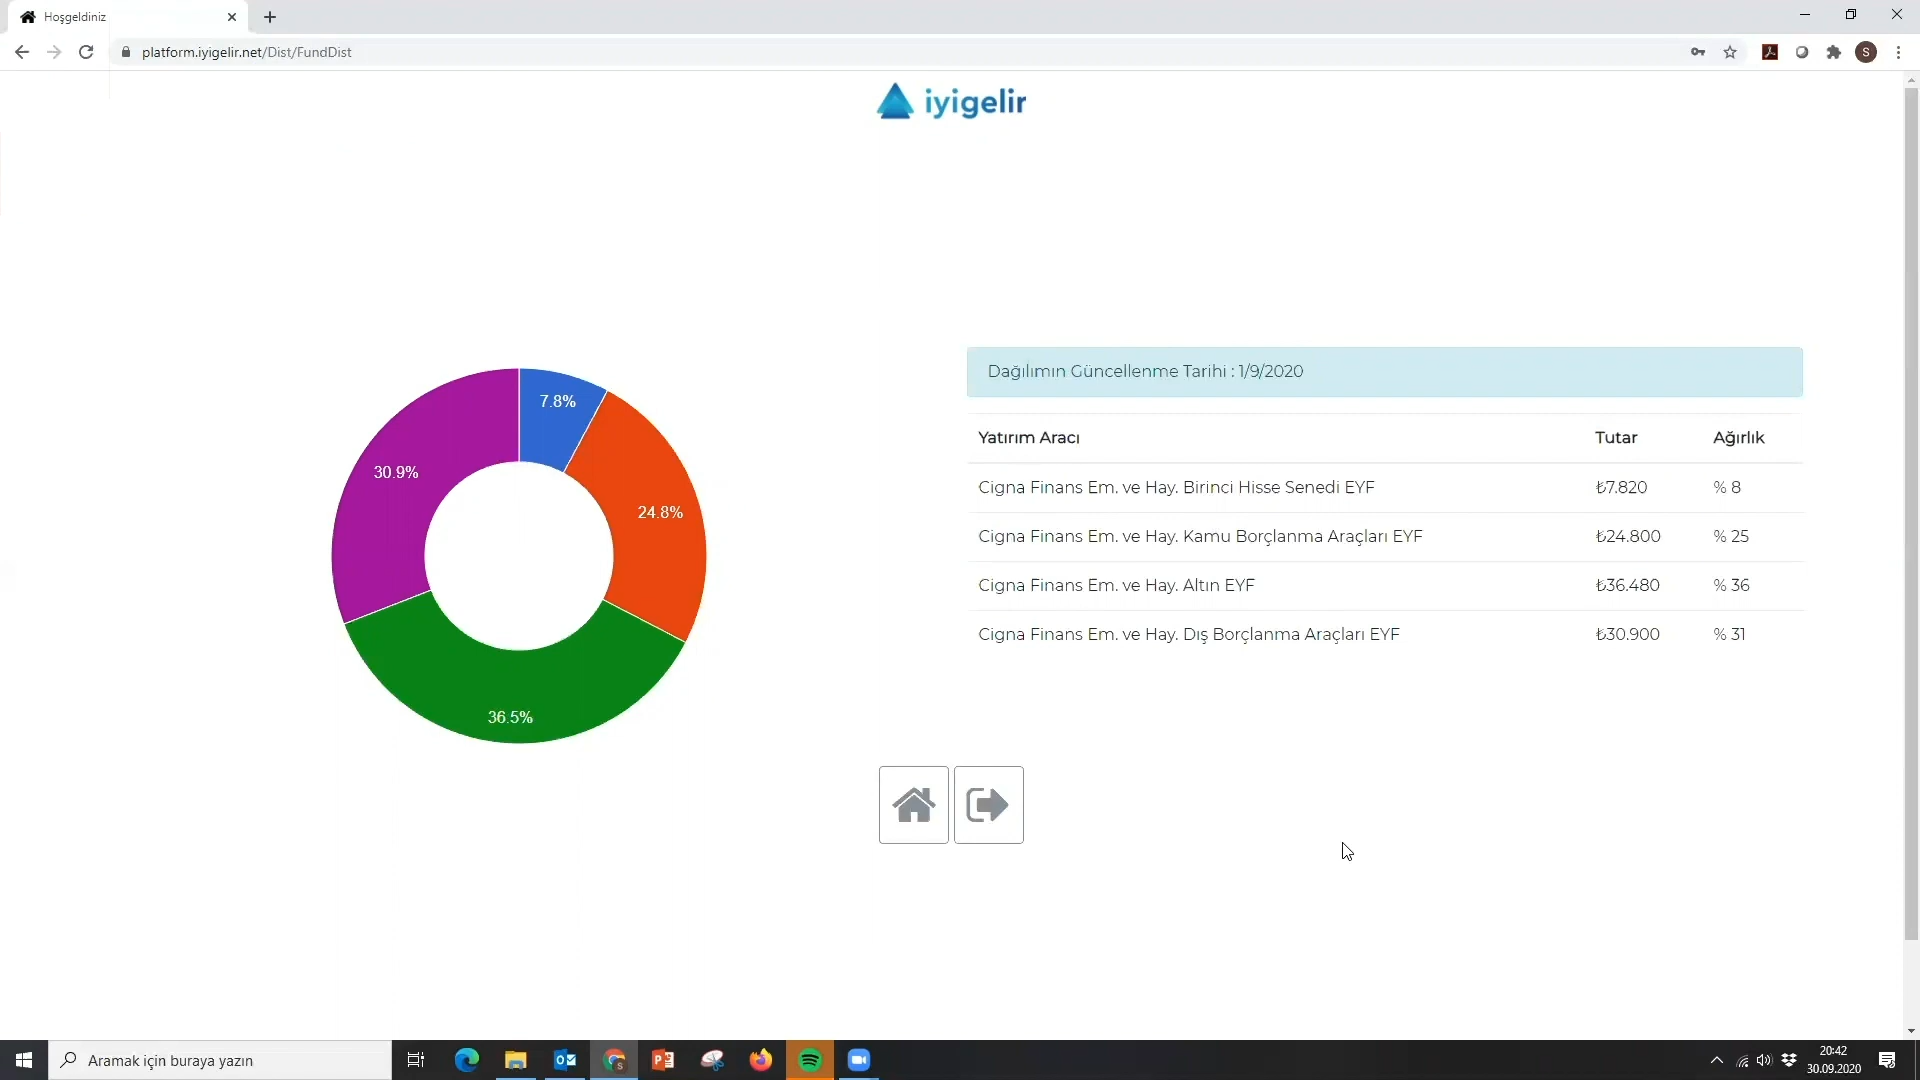 Hoşgeldiniz
platform.iyigelir.net/Dist/FundDist
S
iyigelir
7.8%
30.9%
24.8%
36.5%
Dağılımın Güncellenme Tarihi : 1/9/2020
Yatırım Aracı Tutar Ağırlık
Cigna Finans Em. ve Hay. Birinci Hisse Senedi EYF ₺7.820 % 8
Cigna Finans Em. ve Hay. Kamu Borçlanma Araçları EYF ₺24.800 % 25
Cigna Finans Em. ve Hay. Altın EYF ₺36.480 % 36
Cigna Finans Em. ve Hay. Dış Borçlanma Araçları EYF ₺30.900 % 31
Aramak için buraya yazın
20:42
30.09.2020